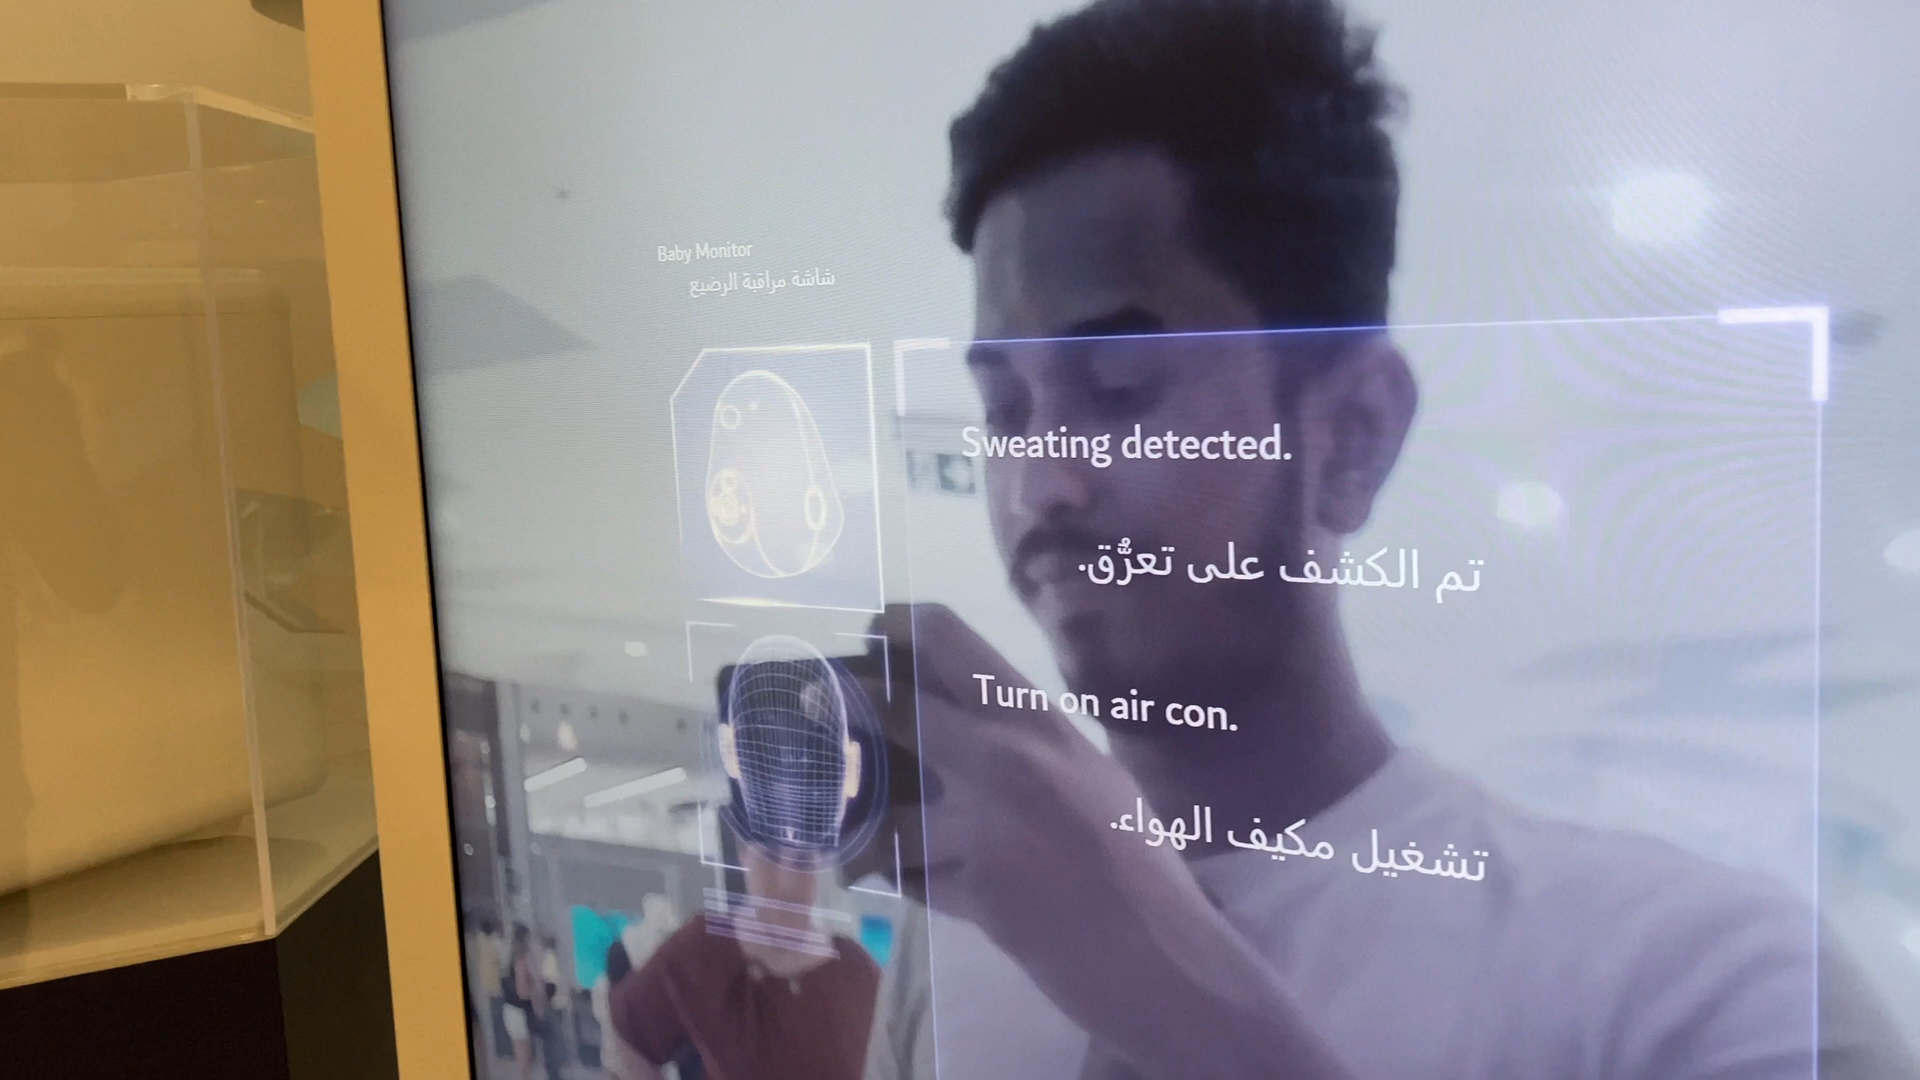 Baby Monitor
شاشة مراقبة الرضيع
Sweating detected.
تم الكشف على تعرُّق.
Turn on air con.
تشغيل مكيف الهواء.